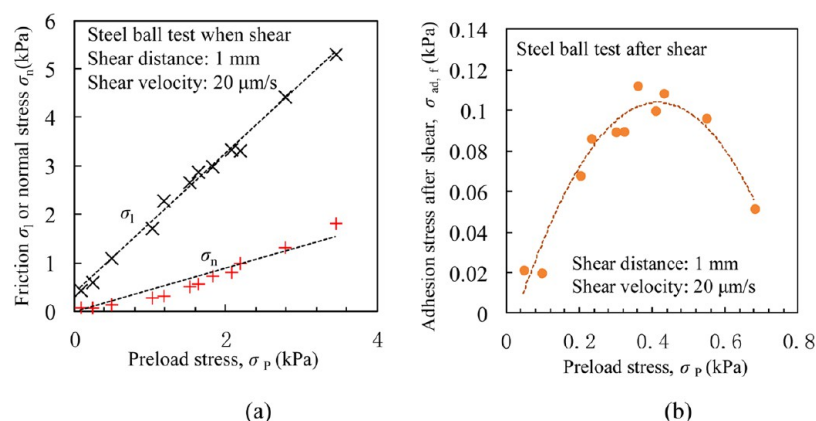 (a)
Friction σl or normal stress σn(kPa)
6
5
4
3
2
1
0
Steel ball test when shear
Shear distance: 1 mm
Shear velocity: 20 μm/s
σl
σn
0
2
4
Preload stress, σ P (kPa)
(b)
Adhesion stress after shear, σ ad, f (kPa)
0.14
0.12
0.1
0.08
0.06
0.04
0.02
0
Steel ball test after shear
Shear distance: 1 mm
Shear velocity: 20 μm/s
0
0.2
0.4
0.6
0.8
Preload stress, σ P (kPa)